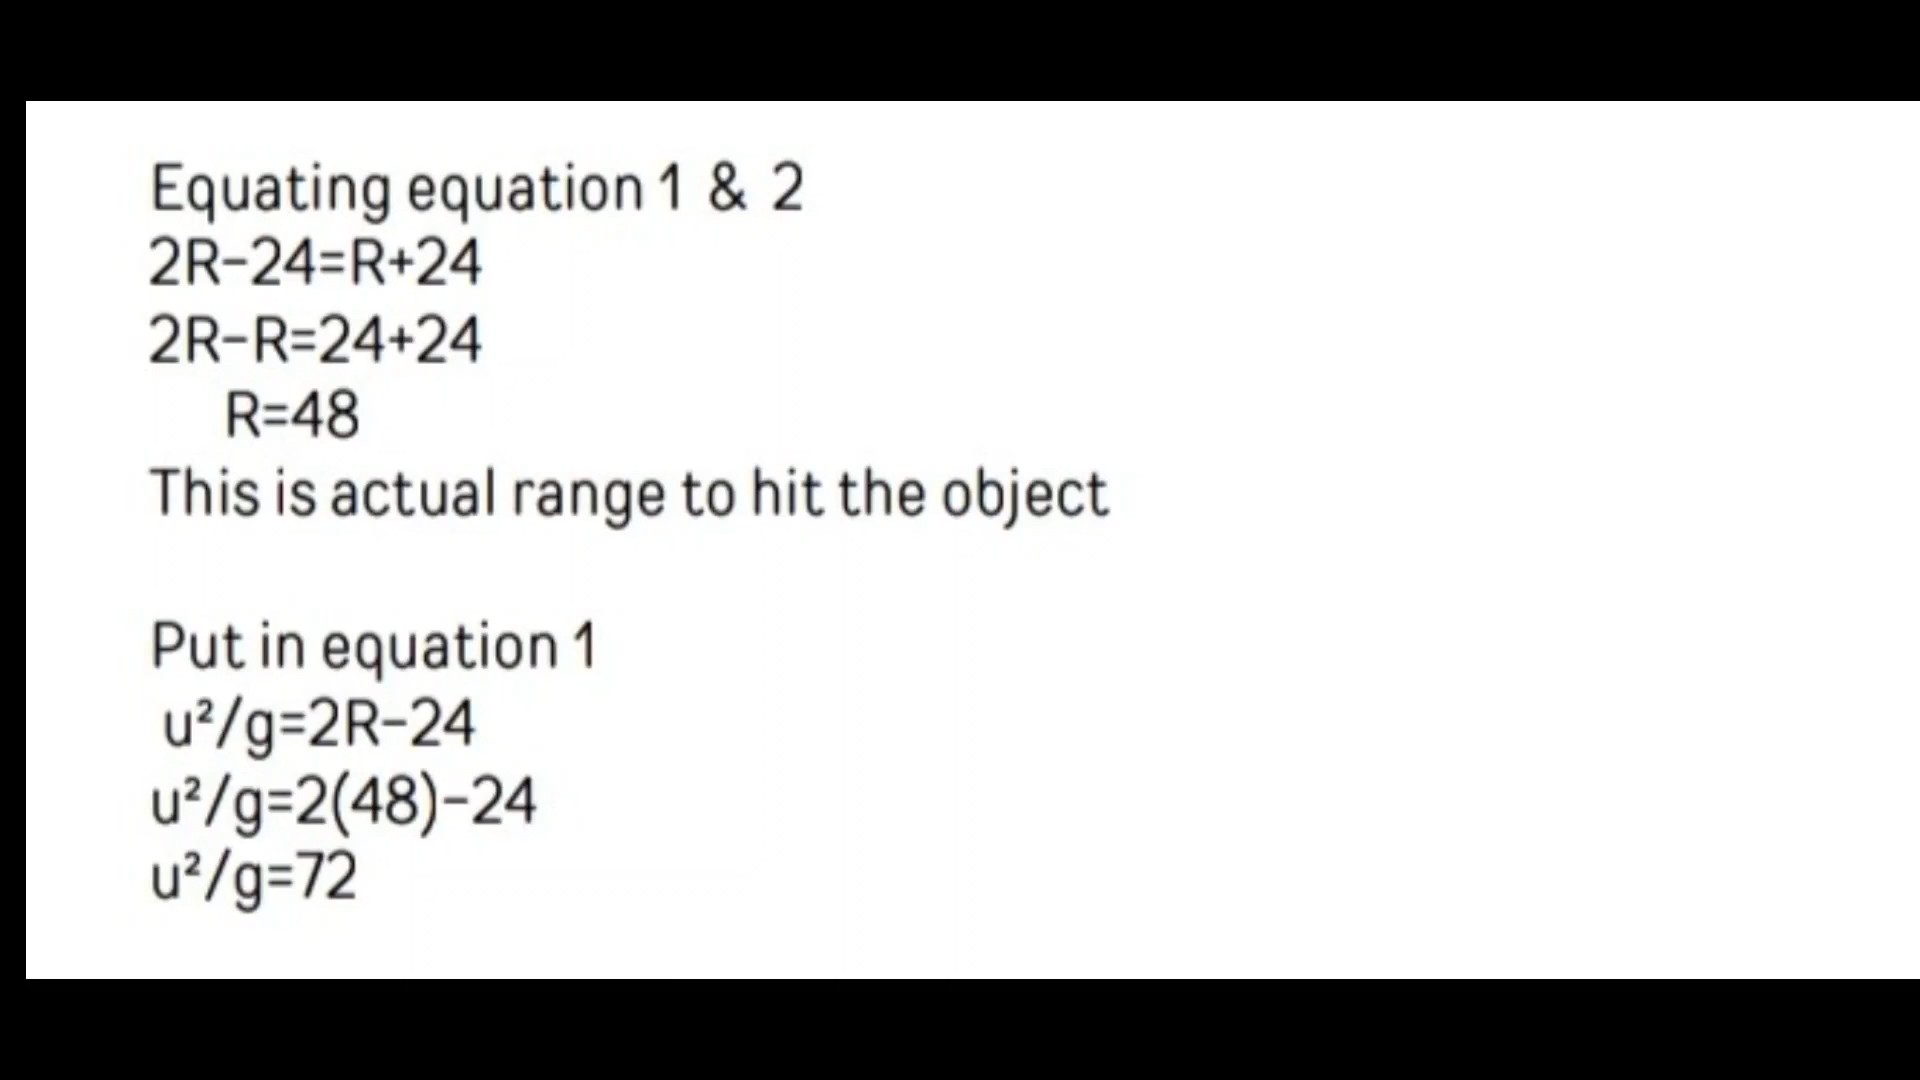 Equating equation 1 & 2
2R-24=R+24
2R-R=24+24
R=48
This is actual range to hit the object
Put in equation 1
u²/g=2R-24
u²/g=2(48)-24
u²/g=72